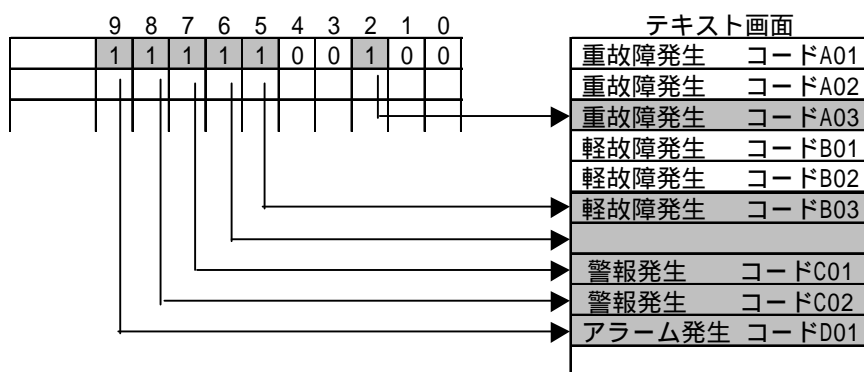 9 8 7 6 5 4 3 2 1 0
1 1 1 1 1 0 0 1 0 0
テキスト画面
重故障発生 コードA01
重故障発生 コードA02
重故障発生 コードA03
軽故障発生 コードB01
軽故障発生 コードB02
軽故障発生 コードB03
警報発生 コードC01
警報発生 コードC02
アラーム発生 コードD01